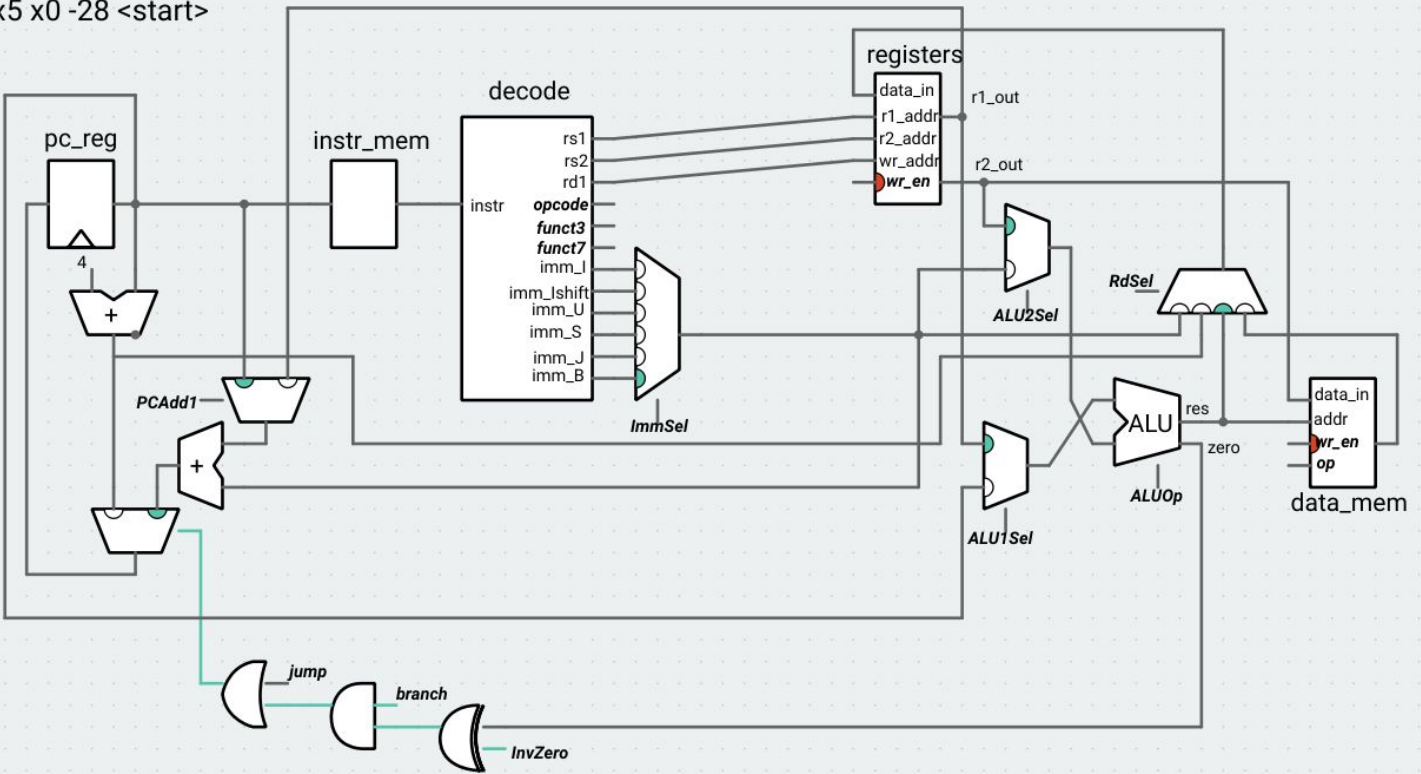 x5 x0 -28 <start>
registers
data_in
r1_addr
r2_addr
wr_addr
wr_en
r1_out
r2_out
decode
rs1
rs2
rd1
instr
opcode
funct3
funct7
imm_I
imm_Ishift
imm_U
imm_S
imm_J
imm_B
ImmSel
pc_reg
instr_mem
4
+
PCAdd1
+
ALU2Sel
RdSel
ALU1Sel
ALU
res
zero
ALUOp
data_in
addr
wr_en
op
data_mem
jump
branch
InvZero